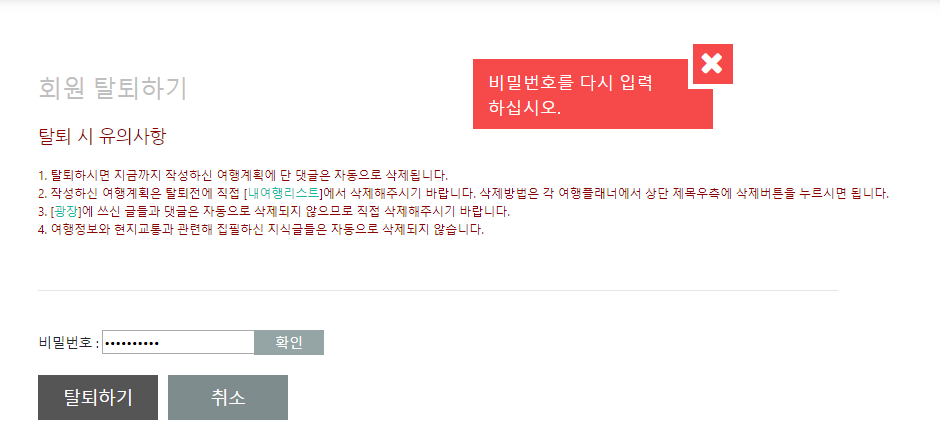 비밀번호를 다시 입력
하십시오.
회원 탈퇴하기
탈퇴 시 유의사항
1. 탈퇴하시면 지금까지 작성하신 여행계획에 단 댓글은 자동으로 삭제됩니다.
2. 작성하신 여행계획은 탈퇴전에 직접 [내여행리스트]에서 삭제해주시기 바랍니다. 삭제방법은 각 여행플래너에서 상단 제목우측에 삭제버튼을 누르시면 됩니다.
3. [광장]에 쓰신 글들과 댓글은 자동으로 삭제되지 않으므로 직접 삭제해주시기 바랍니다.
4. 여행정보와 현지교통과 관련해 집필하신 지식글들은 자동으로 삭제되지 않습니다.
비밀번호 : •••••••••• 확인
탈퇴하기 취소